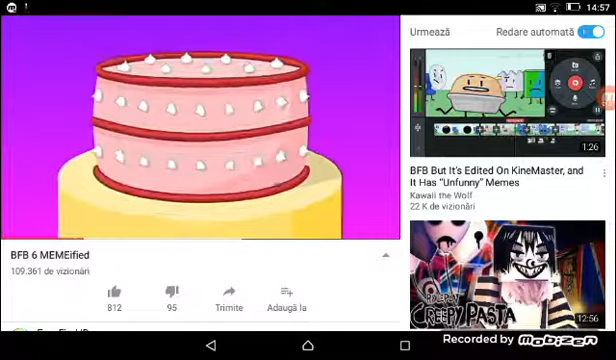 14:57
Urmează
Redare automată
1:26
BFB But It's Edited On KineMaster, and
It Has "Unfunny" Memes
Kawaii the Wolf
22 K de vizionări
BFB 6 MEMEified
109.361 de vizionări
812
95
Trimite
Adaugă la
CREEPYPASTA
12:56
Recorded by MOBIZEN